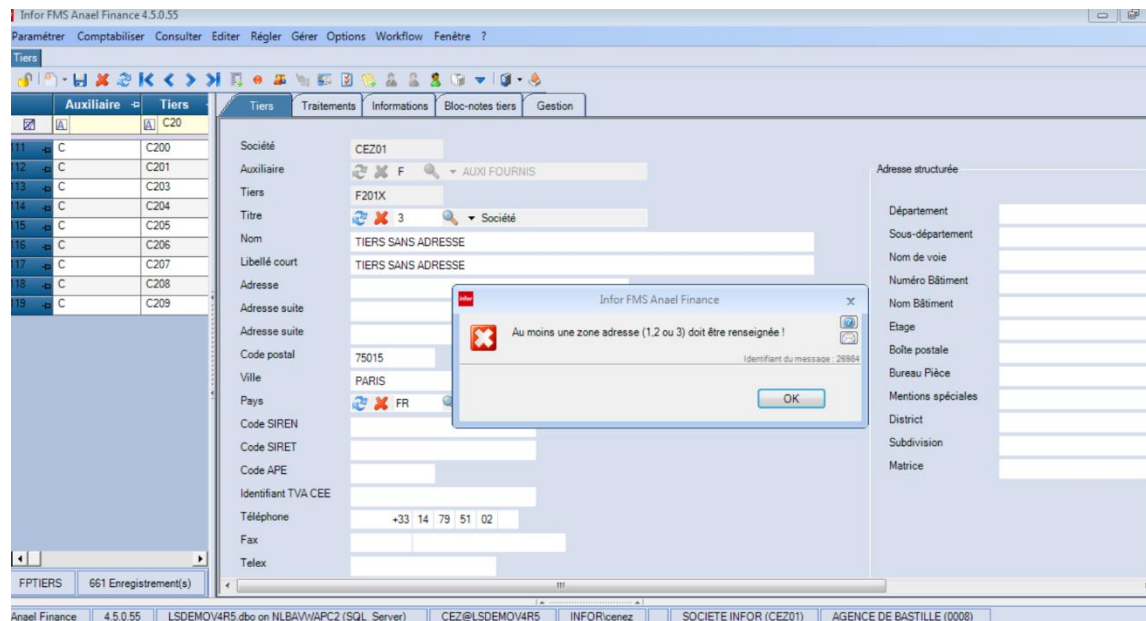 Infor FMS Anael Finance 4.5.0.55
Paramétrer Comptabiliser Consulter Editer Régler Gérer Options Workflow Fenêtre ?
Tiers
Auxiliaire Tiers
A A C20
111 C C200
112 C C201
113 C C203
114 C C204
115 C C205
116 C C206
117 C C207
118 C C208
119 C C209
FPTIERS 661 Enregistrement(s)
Tiers Traitements Informations Bloc-notes tiers Gestion
Société CEZ01
Auxiliaire F AUXI FOURNIS
Tiers F201X
Titre 3 Société
Nom TIERS SANS ADRESSE
Libellé court TIERS SANS ADRESSE
Adresse
Adresse suite
Adresse suite
Code postal 75015
Ville PARIS
Pays FR
Code SIREN
Code SIRET
Code APE
Identifiant TVA CEE
Téléphone +33 14 79 51 02
Fax
Telex
infor Infor FMS Anael Finance x
Au moins une zone adresse (1,2 ou 3) doit être renseignée !
Identifiant du message : 26984
OK
Adresse structurée
Département
Sous-département
Nom de voie
Numéro Bâtiment
Nom Bâtiment
Etage
Boîte postale
Bureau Pièce
Mentions spéciales
District
Subdivision
Matrice
Anael Finance 4.5.0.55 LSDEMOV4R5.dbo on NLBAVWAPC2 (SQL_Server) CEZ@LSDEMOV4R5 INFOR\cenez SOCIETE INFOR (CEZ01) AGENCE DE BASTILLE (0008)